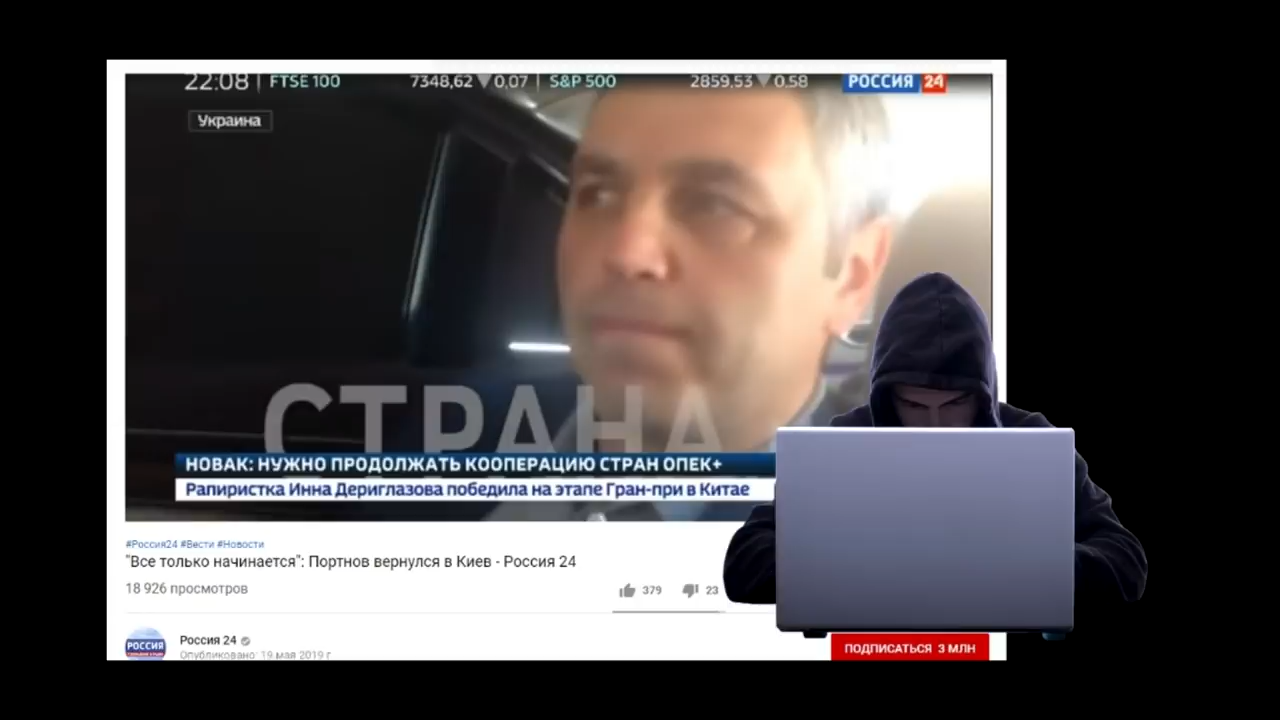 22:08 | FTSE 100 7348,62 ▼ 0,07 | S&P 500 2859,53 ▼ 0.58 РОССИЯ 24
Украина
СТРАНА
НОВАК: НУЖНО ПРОДОЛЖАТЬ КООПЕРАЦИЮ СТРАН ОПЕК+
Рапиристка Инна Дериглазова победила на этапе Гран-при в Китае
#Россия24 #Вести #Новости
"Все только начинается": Портнов вернулся в Киев - Россия 24
18 926 просмотров 379 23
РОССИЯ
Россия 24
Опубликовано: 19 мая 2019 г
ПОДПИСАТЬСЯ 3 МЛН